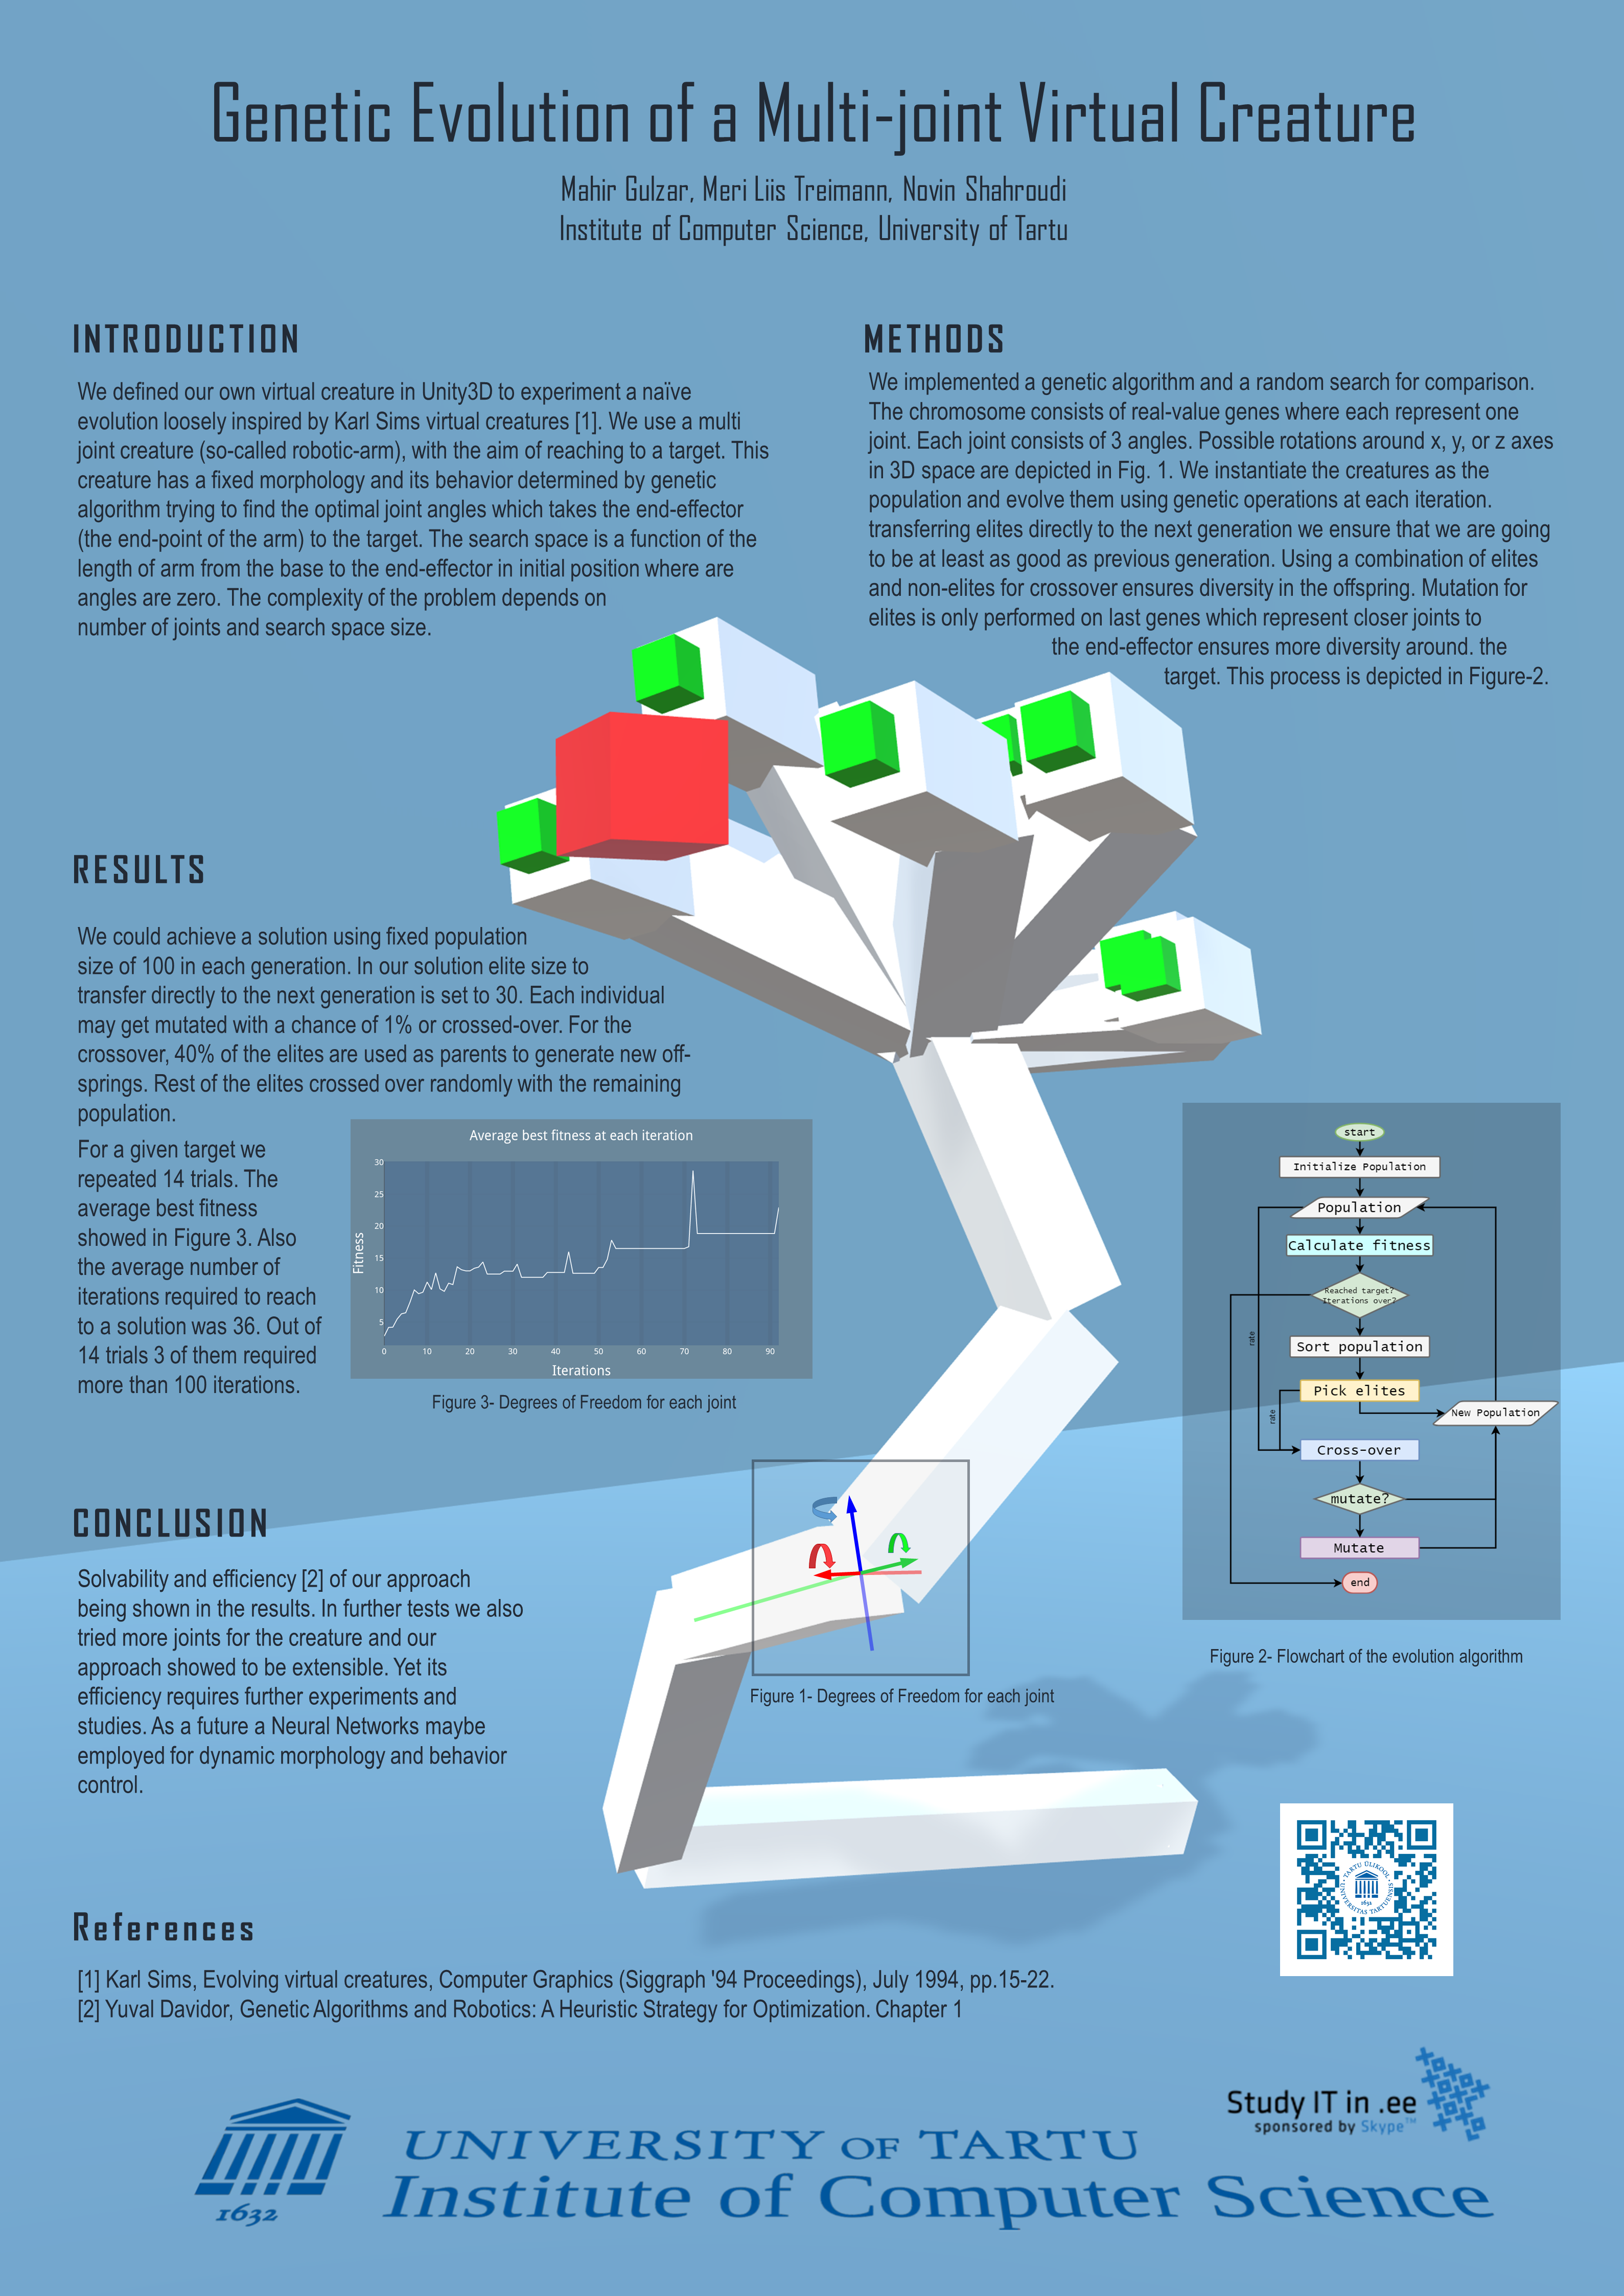 Genetic Evolution of a Multi-joint Virtual Creature
Mahir Gulzar, Meri Liis Treimann, Novin Shahroudi
Institute of Computer Science, University of Tartu
INTRODUCTION
We defined our own virtual creature in Unity3D to experiment a naïve
evolution loosely inspired by Karl Sims virtual creatures [1]. We use a multi
joint creature (so-called robotic-arm), with the aim of reaching to a target. This
creature has a fixed morphology and its behavior determined by genetic
algorithm trying to find the optimal joint angles which takes the end-effector
(the end-point of the arm) to the target. The search space is a function of the
length of arm from the base to the end-effector in initial position where are
angles are zero. The complexity of the problem depends on
number of joints and search space size.
METHODS
We implemented a genetic algorithm and a random search for comparison.
The chromosome consists of real-value genes where each represent one
joint. Each joint consists of 3 angles. Possible rotations around x, y, or z axes
in 3D space are depicted in Fig. 1. We instantiate the creatures as the
population and evolve them using genetic operations at each iteration.
transferring elites directly to the next generation we ensure that we are going
to be at least as good as previous generation. Using a combination of elites
and non-elites for crossover ensures diversity in the offspring. Mutation for
elites is only performed on last genes which represent closer joints to
the end-effector ensures more diversity around. the
target. This process is depicted in Figure-2.
RESULTS
We could achieve a solution using fixed population
size of 100 in each generation. In our solution elite size to
transfer directly to the next generation is set to 30. Each individual
may get mutated with a chance of 1% or crossed-over. For the
crossover, 40% of the elites are used as parents to generate new off-
springs. Rest of the elites crossed over randomly with the remaining
population.
For a given target we
repeated 14 trials. The
average best fitness
showed in Figure 3. Also
the average number of
iterations required to reach
to a solution was 36. Out of
14 trials 3 of them required
more than 100 iterations.
Average best fitness at each iteration
Fitness
30
25
20
15
10
5
0 10 20 30 40 50 60 70 80 90
Iterations
Figure 3- Degrees of Freedom for each joint
start
Initialize Population
Population
Calculate fitness
Reached target?
Iterations over?
rate
Sort population
Pick elites
rate
New Population
Cross-over
mutate?
Mutate
end
Figure 2- Flowchart of the evolution algorithm
Figure 1- Degrees of Freedom for each joint
CONCLUSION
Solvability and efficiency [2] of our approach
being shown in the results. In further tests we also
tried more joints for the creature and our
approach showed to be extensible. Yet its
efficiency requires further experiments and
studies. As a future a Neural Networks maybe
employed for dynamic morphology and behavior
control.
TARTU ÜLIKOOL
1632
UNIVERSITAS TARTUENSIS
References
[1] Karl Sims, Evolving virtual creatures, Computer Graphics (Siggraph '94 Proceedings), July 1994, pp.15-22.
[2] Yuval Davidor, Genetic Algorithms and Robotics: A Heuristic Strategy for Optimization. Chapter 1
Study IT in .ee
sponsored by Skype™
1632
UNIVERSITY OF TARTU
Institute of Computer Science